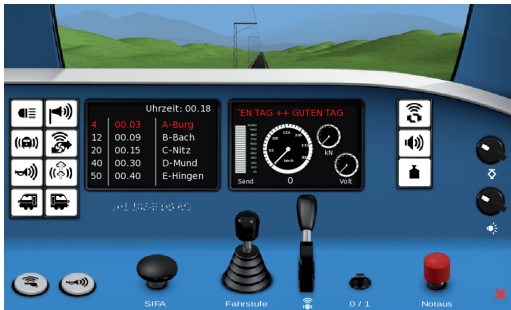 Uhrzeit: 00.18
4 00.03 A-Burg
12 00.09 B-Bach
20 00.15 C-Nitz
40 00.30 D-Mund
50 00.40 E-Hingen
EN TAG ++ GUTEN TAG
km/h
kN
Sand
0
Volt
SIFA
Fahrstufe
0 / 1
Notaus